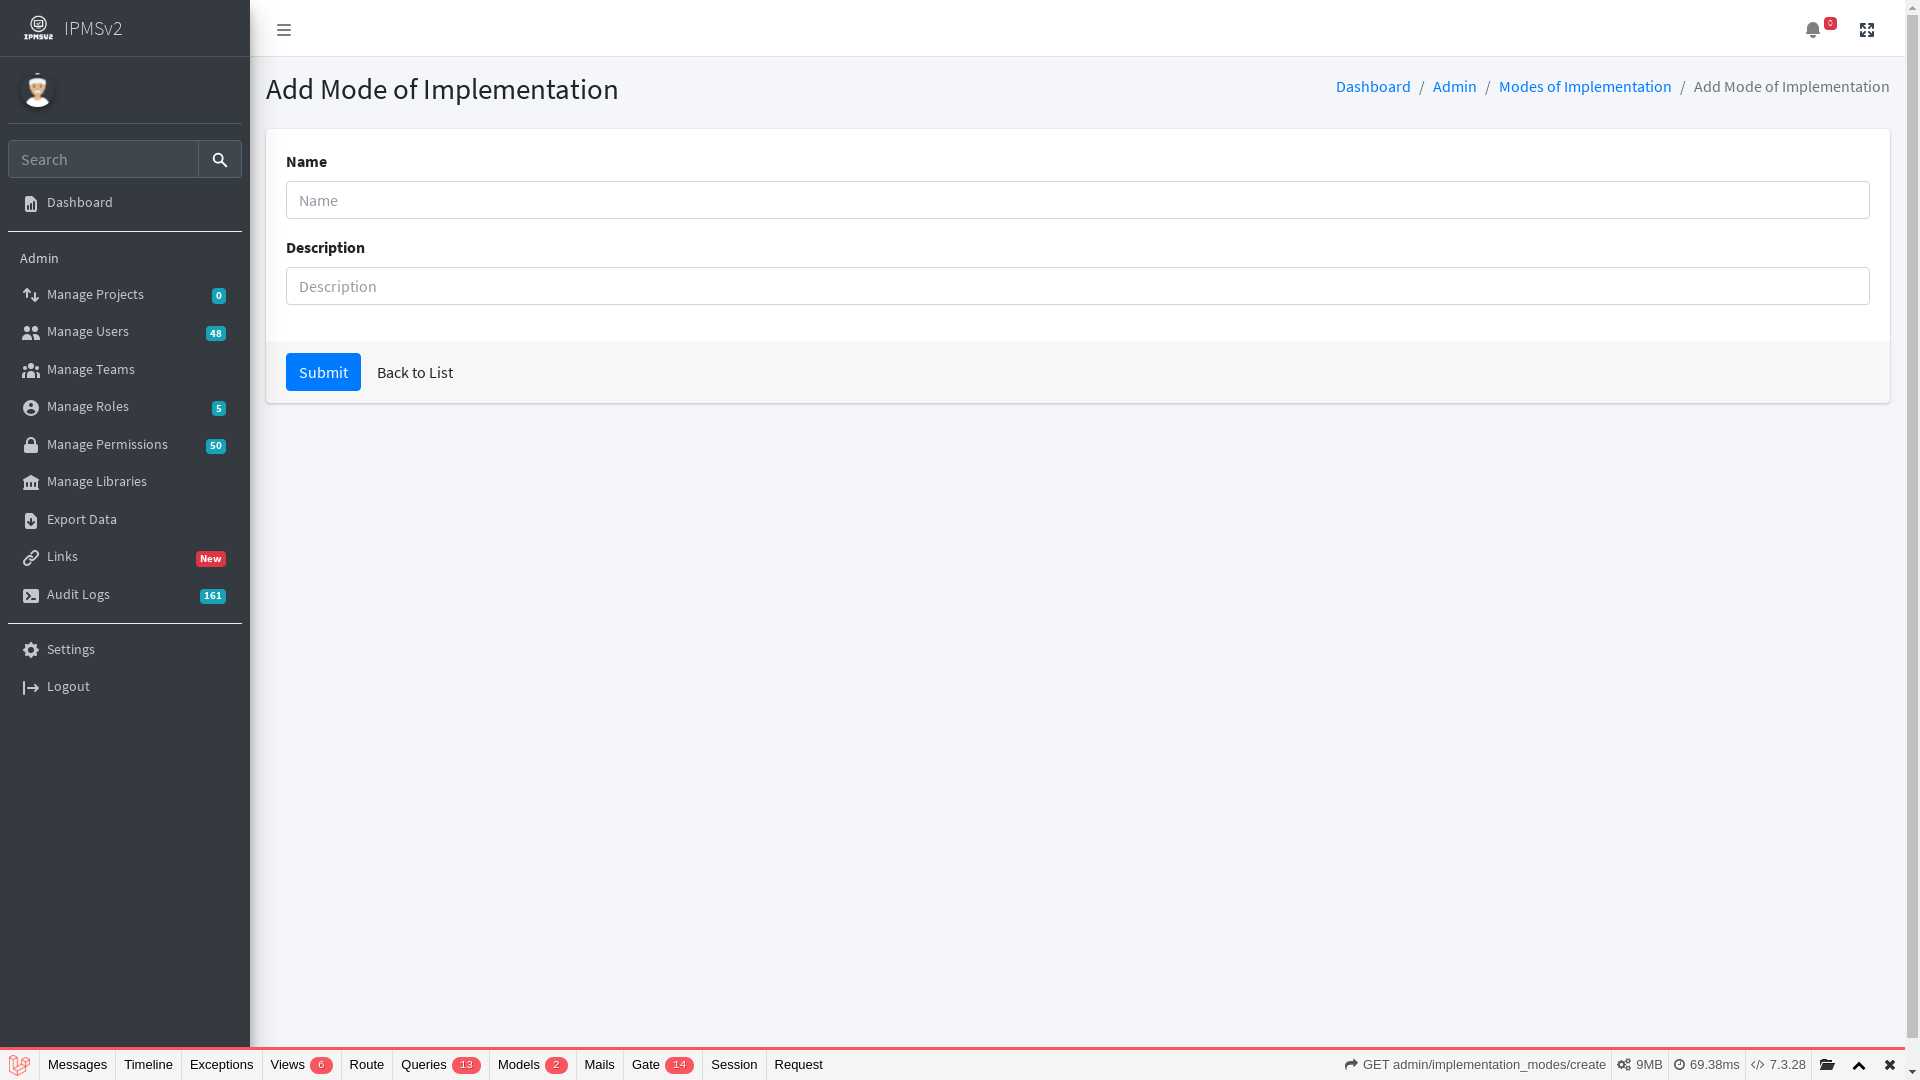 IPMSV2
IPMSv2
0
Add Mode of Implementation
Dashboard / Admin / Modes of Implementation / Add Mode of Implementation
Search
Dashboard
Admin
Manage Projects 0
Manage Users 48
Manage Teams
Manage Roles 5
Manage Permissions 50
Manage Libraries
Export Data
Links New
Audit Logs 161
Settings
Logout
Name
Name
Description
Description
Submit
Back to List
Messages Timeline Exceptions Views 6 Route Queries 13 Models 2 Mails Gate 14 Session Request GET admin/implementation_modes/create 9MB 69.38ms 7.3.28